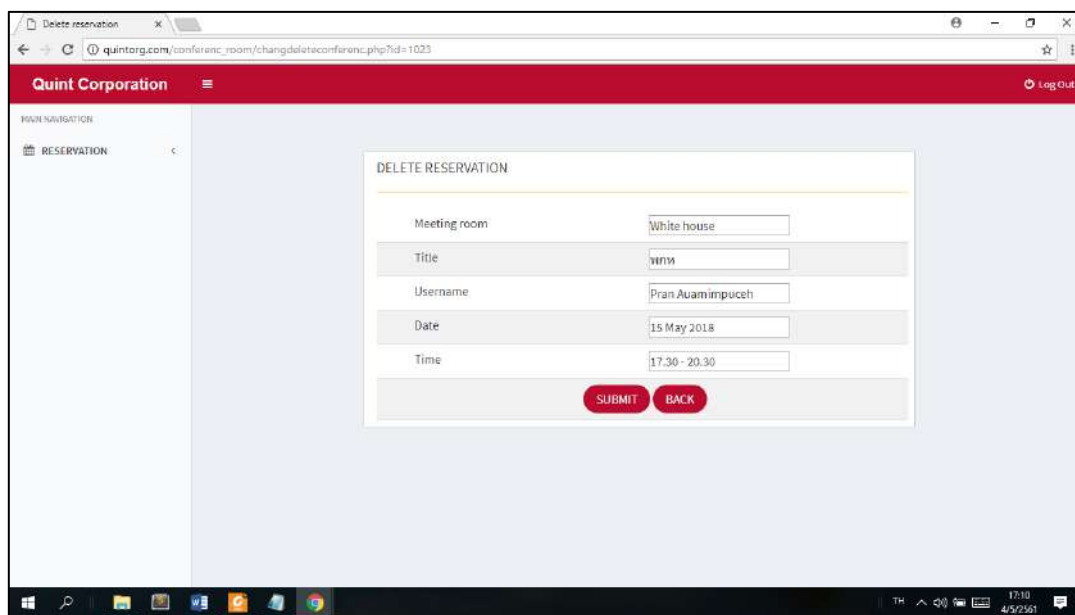 Delete reservation
quintorg.com/conferenc_room/changdeleteconferenc.php?id=1023
Quint Corporation
Log Out
MAIN NAVIGATION
RESERVATION
DELETE RESERVATION
Meeting room White house
Title
Username Pran Auamimpuceh
Date 15 May 2018
Time 17.30 - 20.30
SUBMIT BACK
TH 17:10
4/5/2561